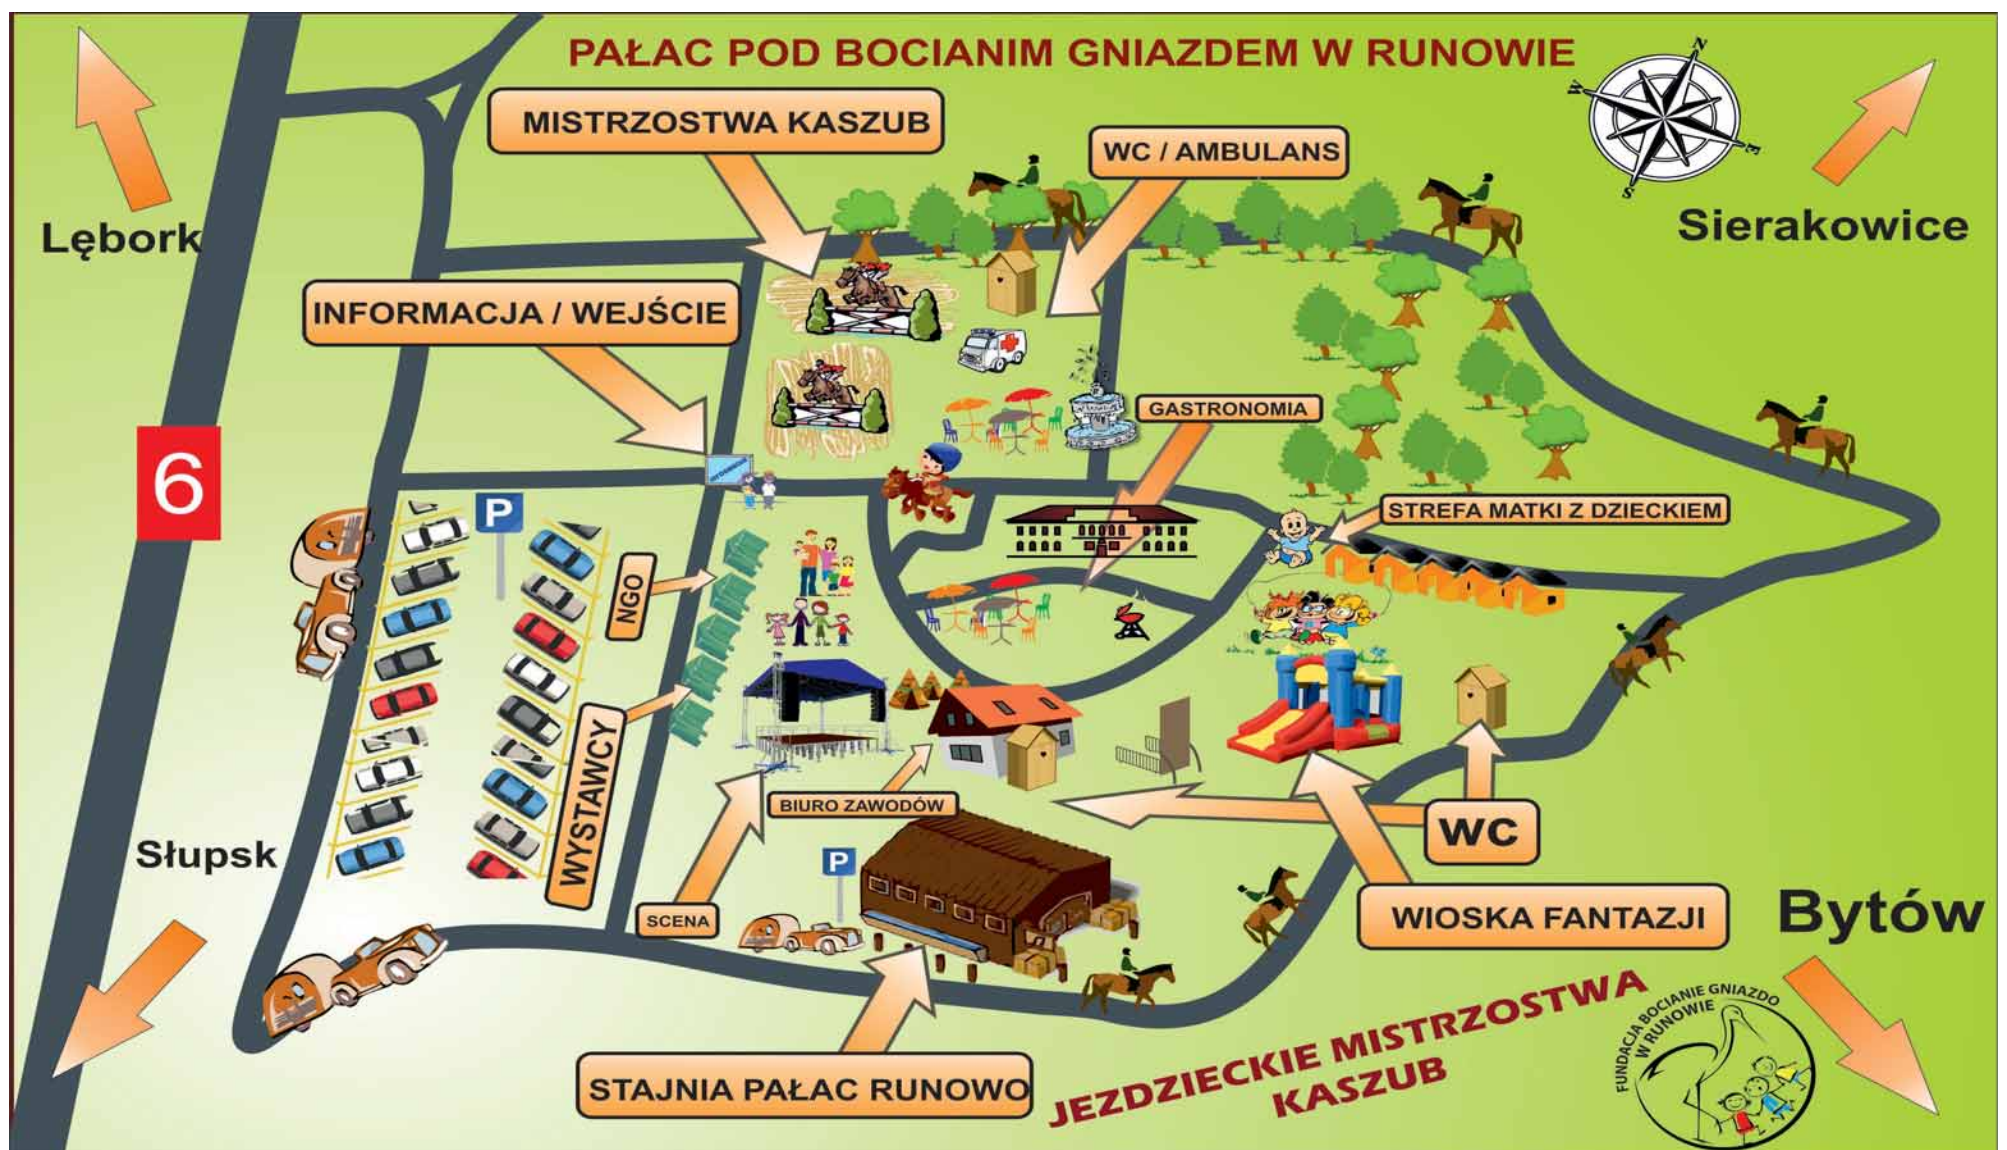 PAŁAC POD BOCIANIM GNIAZDEM W RUNOWIE
N
W
E
S
MISTRZOSTWA KASZUB
WC / AMBULANS
Lębork
Sierakowice
INFORMACJA / WEJŚCIE
GASTRONOMIA
6
P
STREFA MATKI Z DZIECKIEM
NGO
WYSTAWCY
BIURO ZAWODÓW
WC
Słupsk
P
SCENA
WIOSKA FANTAZJI
Bytów
STAJNIA PAŁAC RUNOWO
JEZDZIECKIE MISTRZOSTWA
KASZUB
FUNDACJA BOCIANIE GNIAZDO
W RUNOWIE